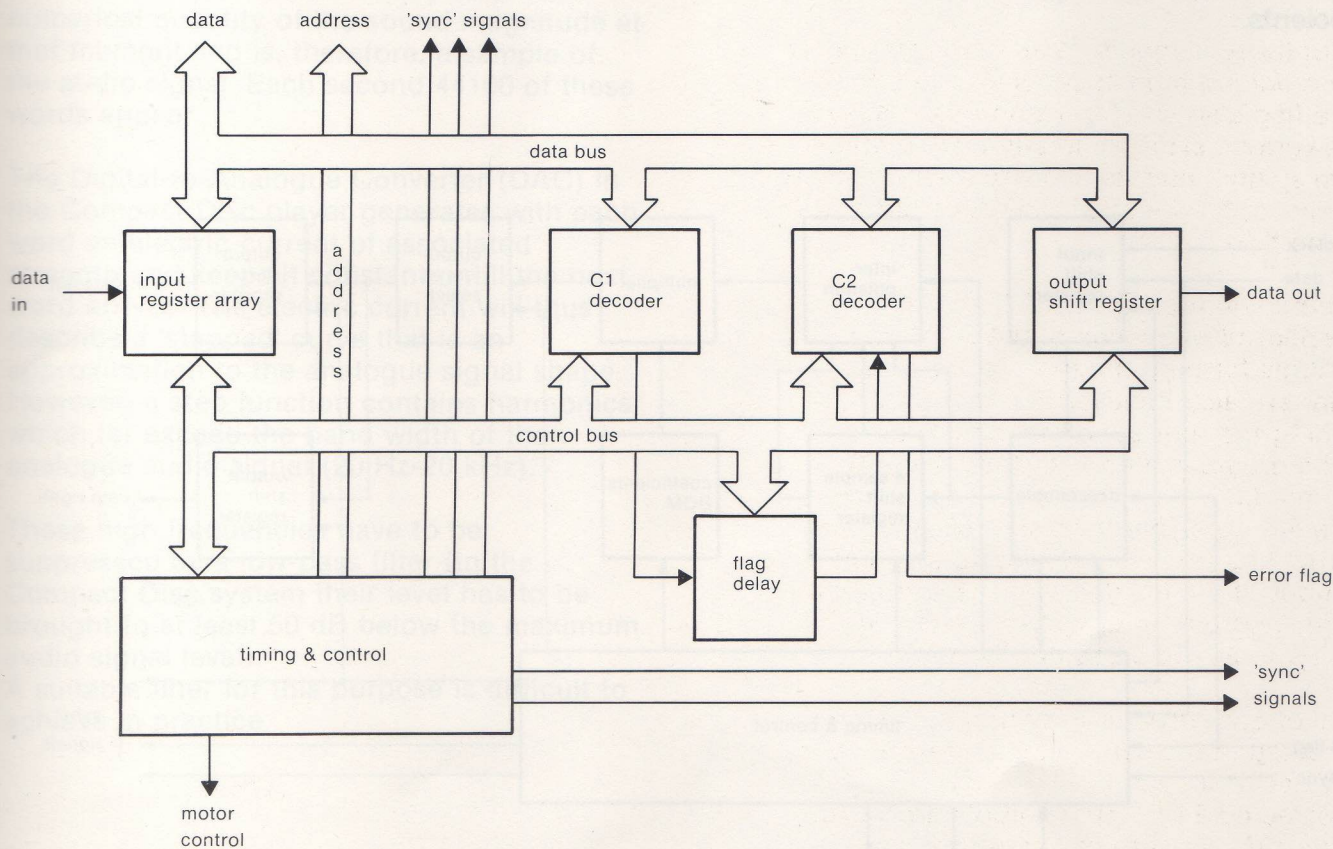 data
address
'sync' signals
data bus
data
in
input
register array
address
C1
decoder
C2
decoder
output
shift register
data out
control bus
flag
delay
error flag
timing & control
'sync'
signals
motor
control